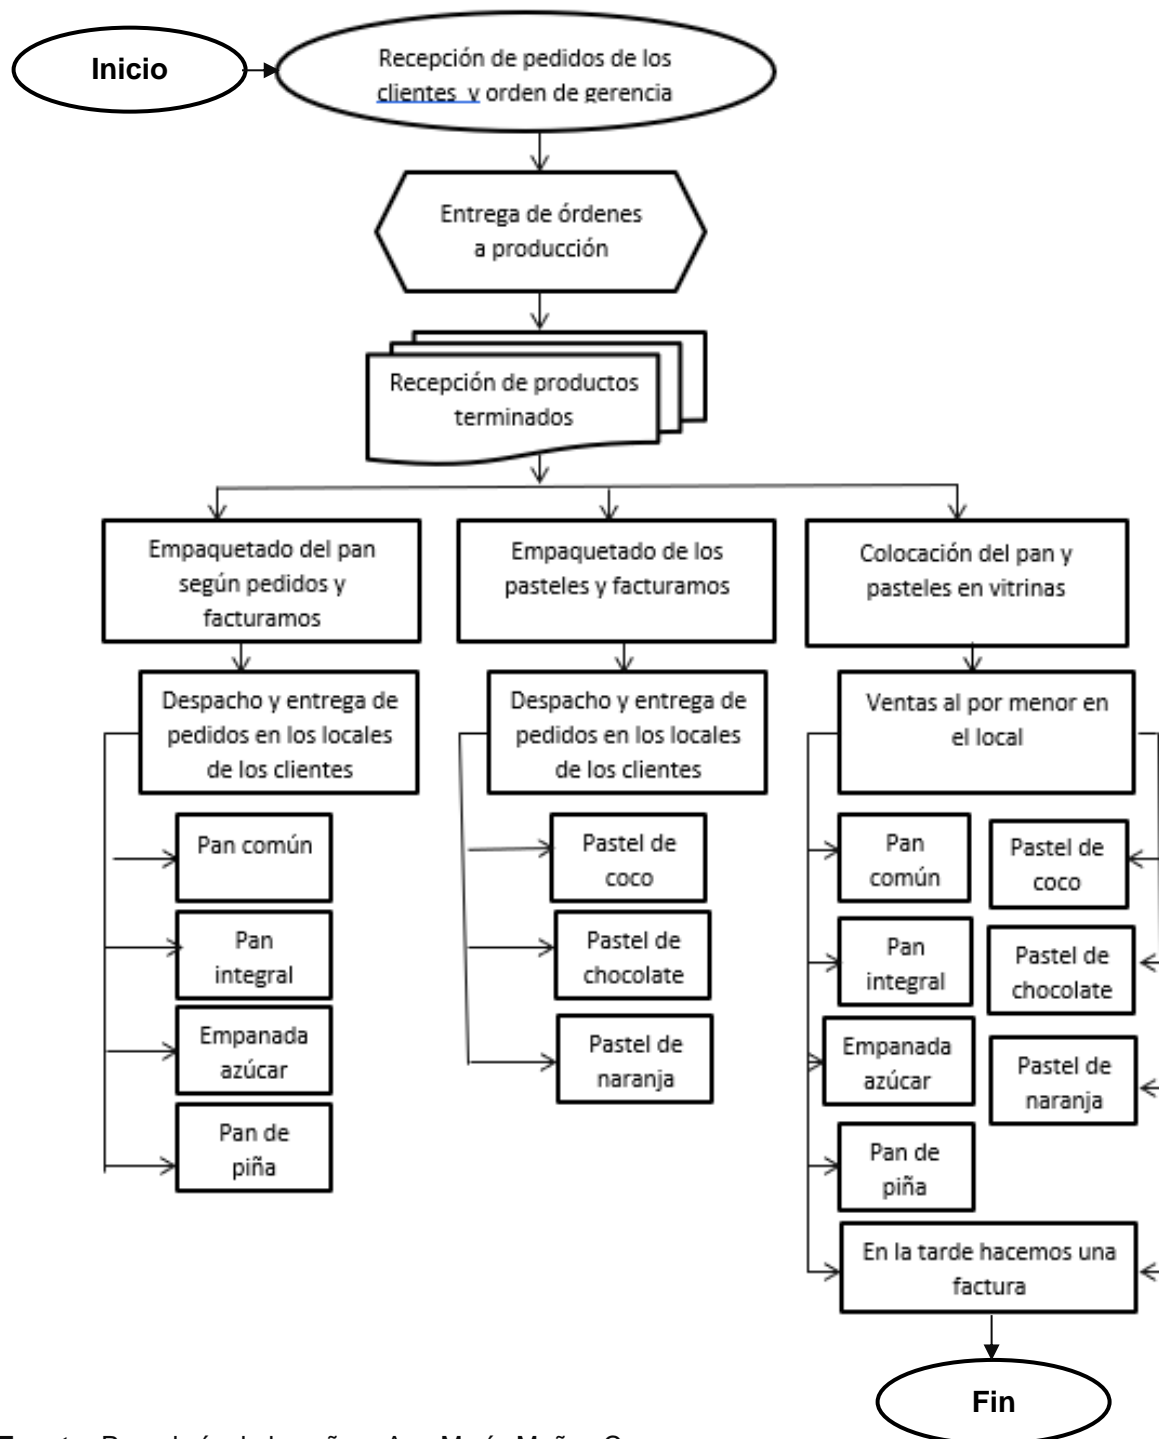 Inicio
Recepción de pedidos de los
clientes y orden de gerencia
Entrega de órdenes
a producción
Recepción de productos
terminados
Empaquetado del pan
según pedidos y
facturamos
Empaquetado de los
pasteles y facturamos
Colocación del pan y
pasteles en vitrinas
Despacho y entrega de
pedidos en los locales
de los clientes
Despacho y entrega de
pedidos en los locales
de los clientes
Ventas al por menor en
el local
Pan común
Pan
integral
Empanada
azúcar
Pan de
piña
Pastel de
coco
Pastel de
chocolate
Pastel de
naranja
Pan
común
Pan
integral
Empanada
azúcar
Pan de
piña
Pastel de
coco
Pastel de
chocolate
Pastel de
naranja
En la tarde hacemos una
factura
Fin